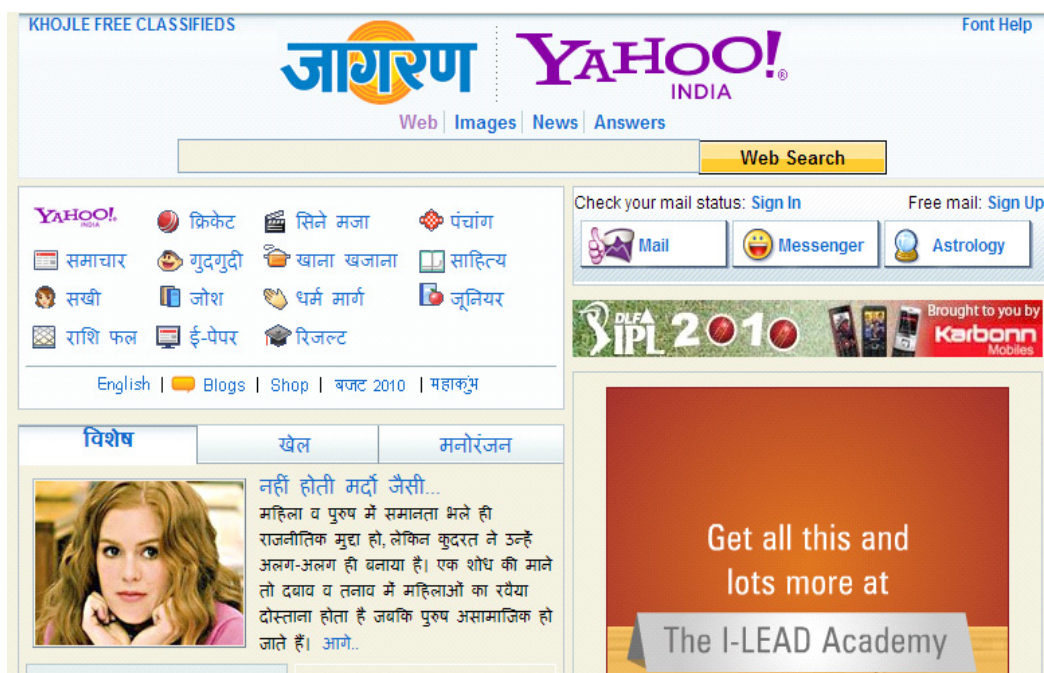 KHOJLE FREE CLASSIFIEDS
Font Help
जागरण
YAHOO!
INDIA
Web | Images | News | Answers
Web Search
YAHOO!
INDIA
क्रिकेट
सिने मजा
पंचांग
समाचार
गुदगुदी
खाना खजाना
साहित्य
सखी
जोश
धर्म मार्ग
जूनियर
राशि फल
ई-पेपर
रिजल्ट
English | Blogs | Shop | बजट 2010 | महाकुंभ
Check your mail status: Sign In
Free mail: Sign Up
Mail
Messenger
Astrology
DLF
IPL 2010
Brought to you by
Karbonn
Mobiles
विशेष
खेल
मनोरंजन
नहीं होती मर्दो जैसी...
महिला व पुरुष में समानता भले ही
राजनीतिक मुद्दा हो, लेकिन कुदरत ने उन्हें
अलग-अलग ही बनाया है। एक शोध की माने
तो दबाव व तनाव में महिलाओं का रवैया
दोस्ताना होता है जबकि पुरुष असामाजिक हो
जाते हैं। आगे..
Get all this and
lots more at
The I-LEAD Academy